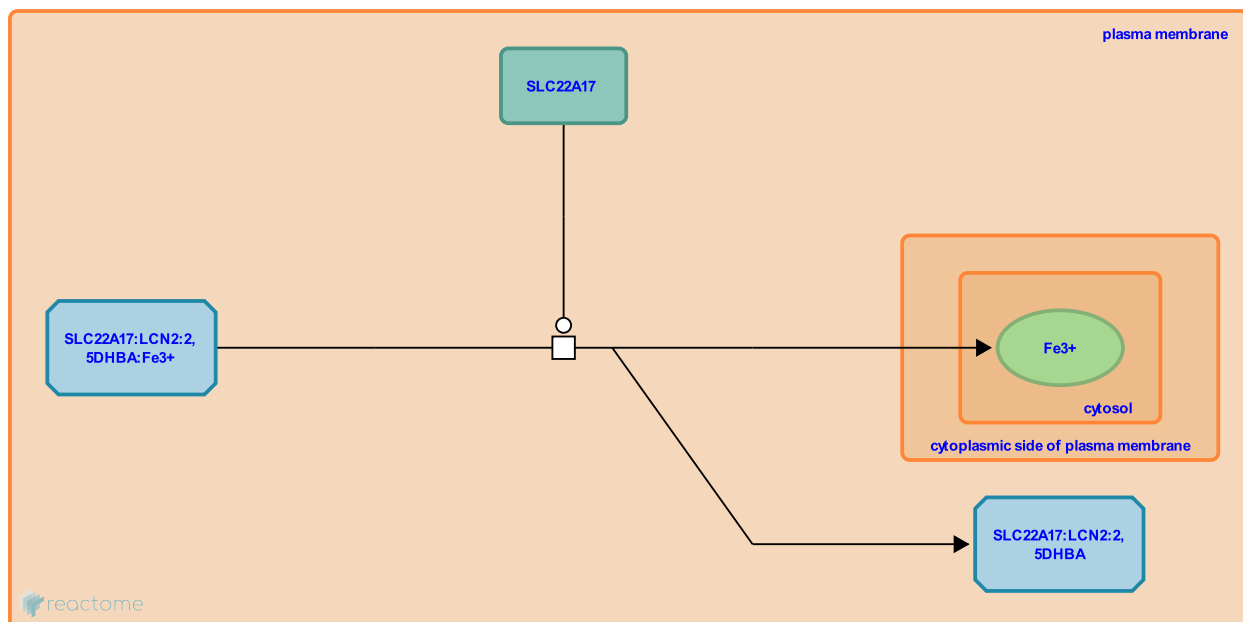 plasma membrane
SLC22A17
SLC22A17:LCN2:2,
5DHBA:Fe3+
Fe3+
cytosol
cytoplasmic side of plasma membrane
SLC22A17:LCN2:2,
5DHBA
reactome